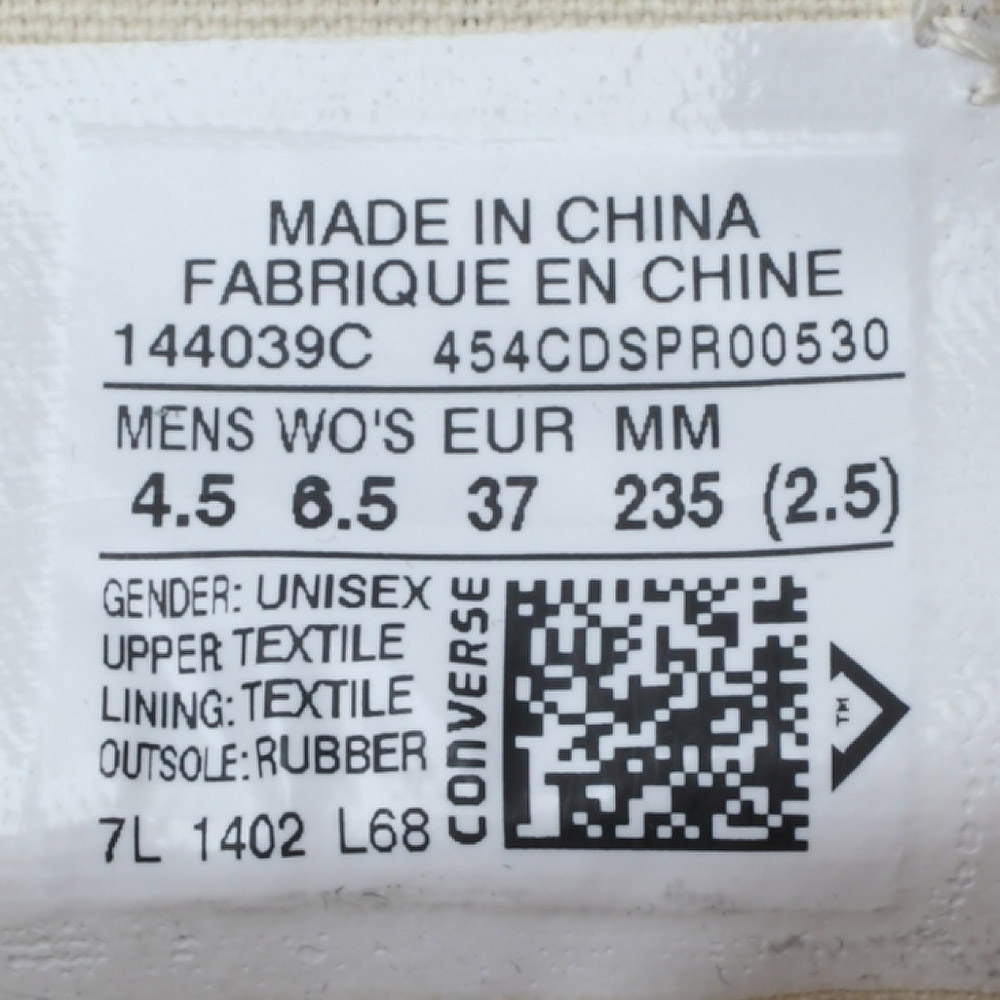 MADE IN CHINA
FABRIQUE EN CHINE
144039C 454CDSPR00530
MENS WO'S EUR MM
4.5 6.5 37 235 (2.5)
GENDER: UNISEX
UPPER TEXTILE
LINING: TEXTILE
OUTSOLE: RUBBER
7L 1402 L68
CONVERSE
TM